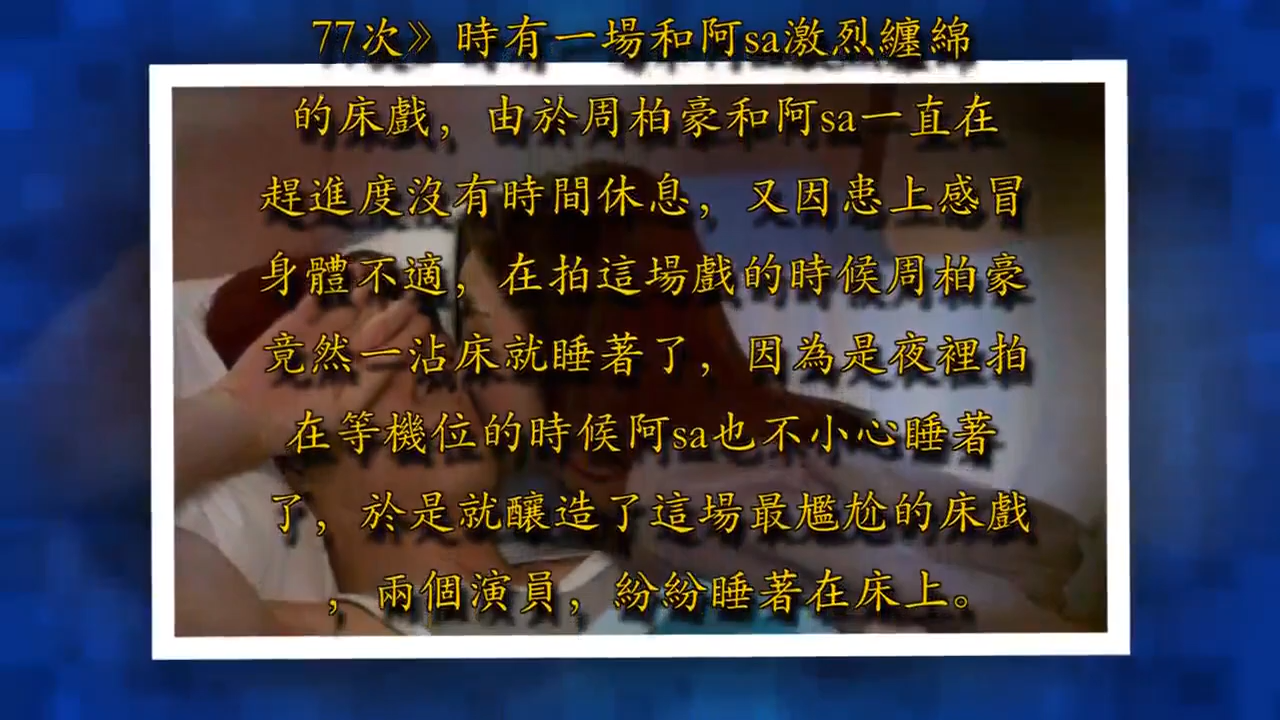 77次》時有一場和阿sa激烈纏綿
的床戲，由於周柏豪和阿sa一直在
趕進度沒有時間休息，又因患上感冒
身體不適，在拍這場戲的時候周柏豪
竟然一沾床就睡著了，因為是夜裡拍
在等機位的時候阿sa也不小心睡著
了，於是就釀造了這場最尷尬的床戲
，兩個演員，紛紛睡著在床上。